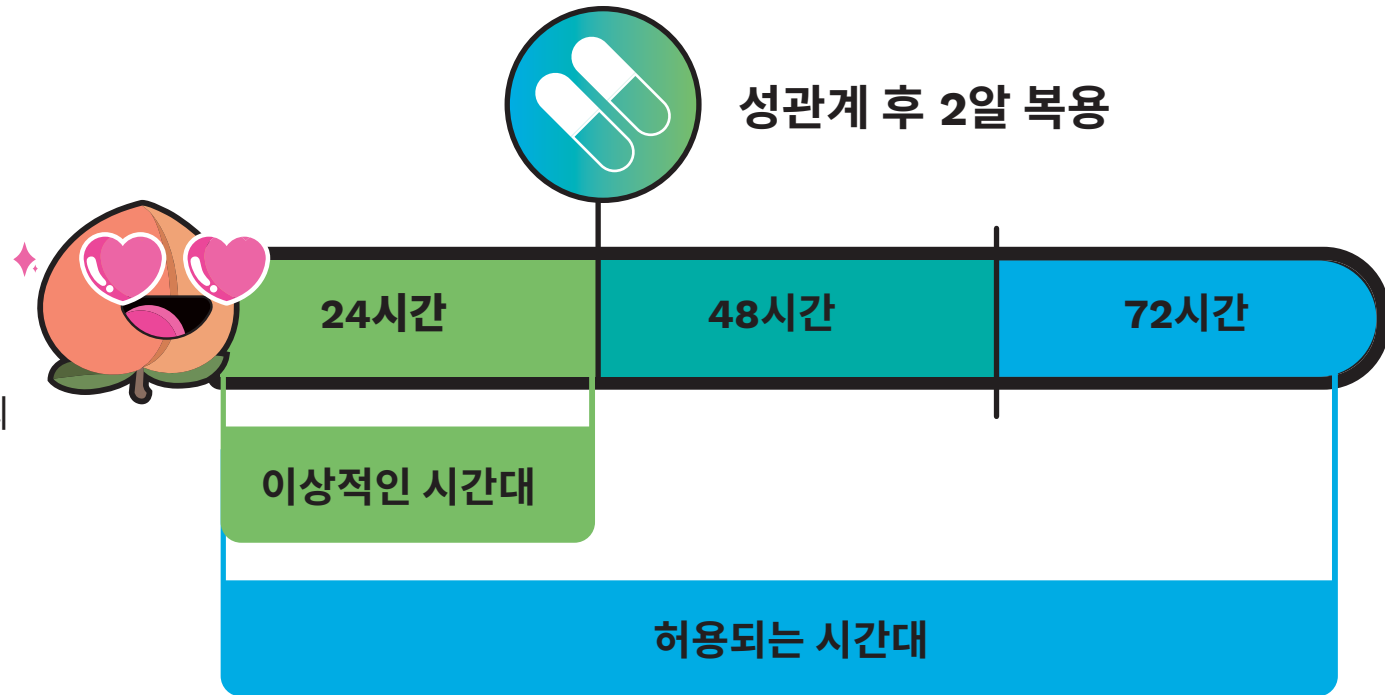 성관계 후 2알 복용
24시간
48시간
72시간
이상적인 시간대
허용되는 시간대